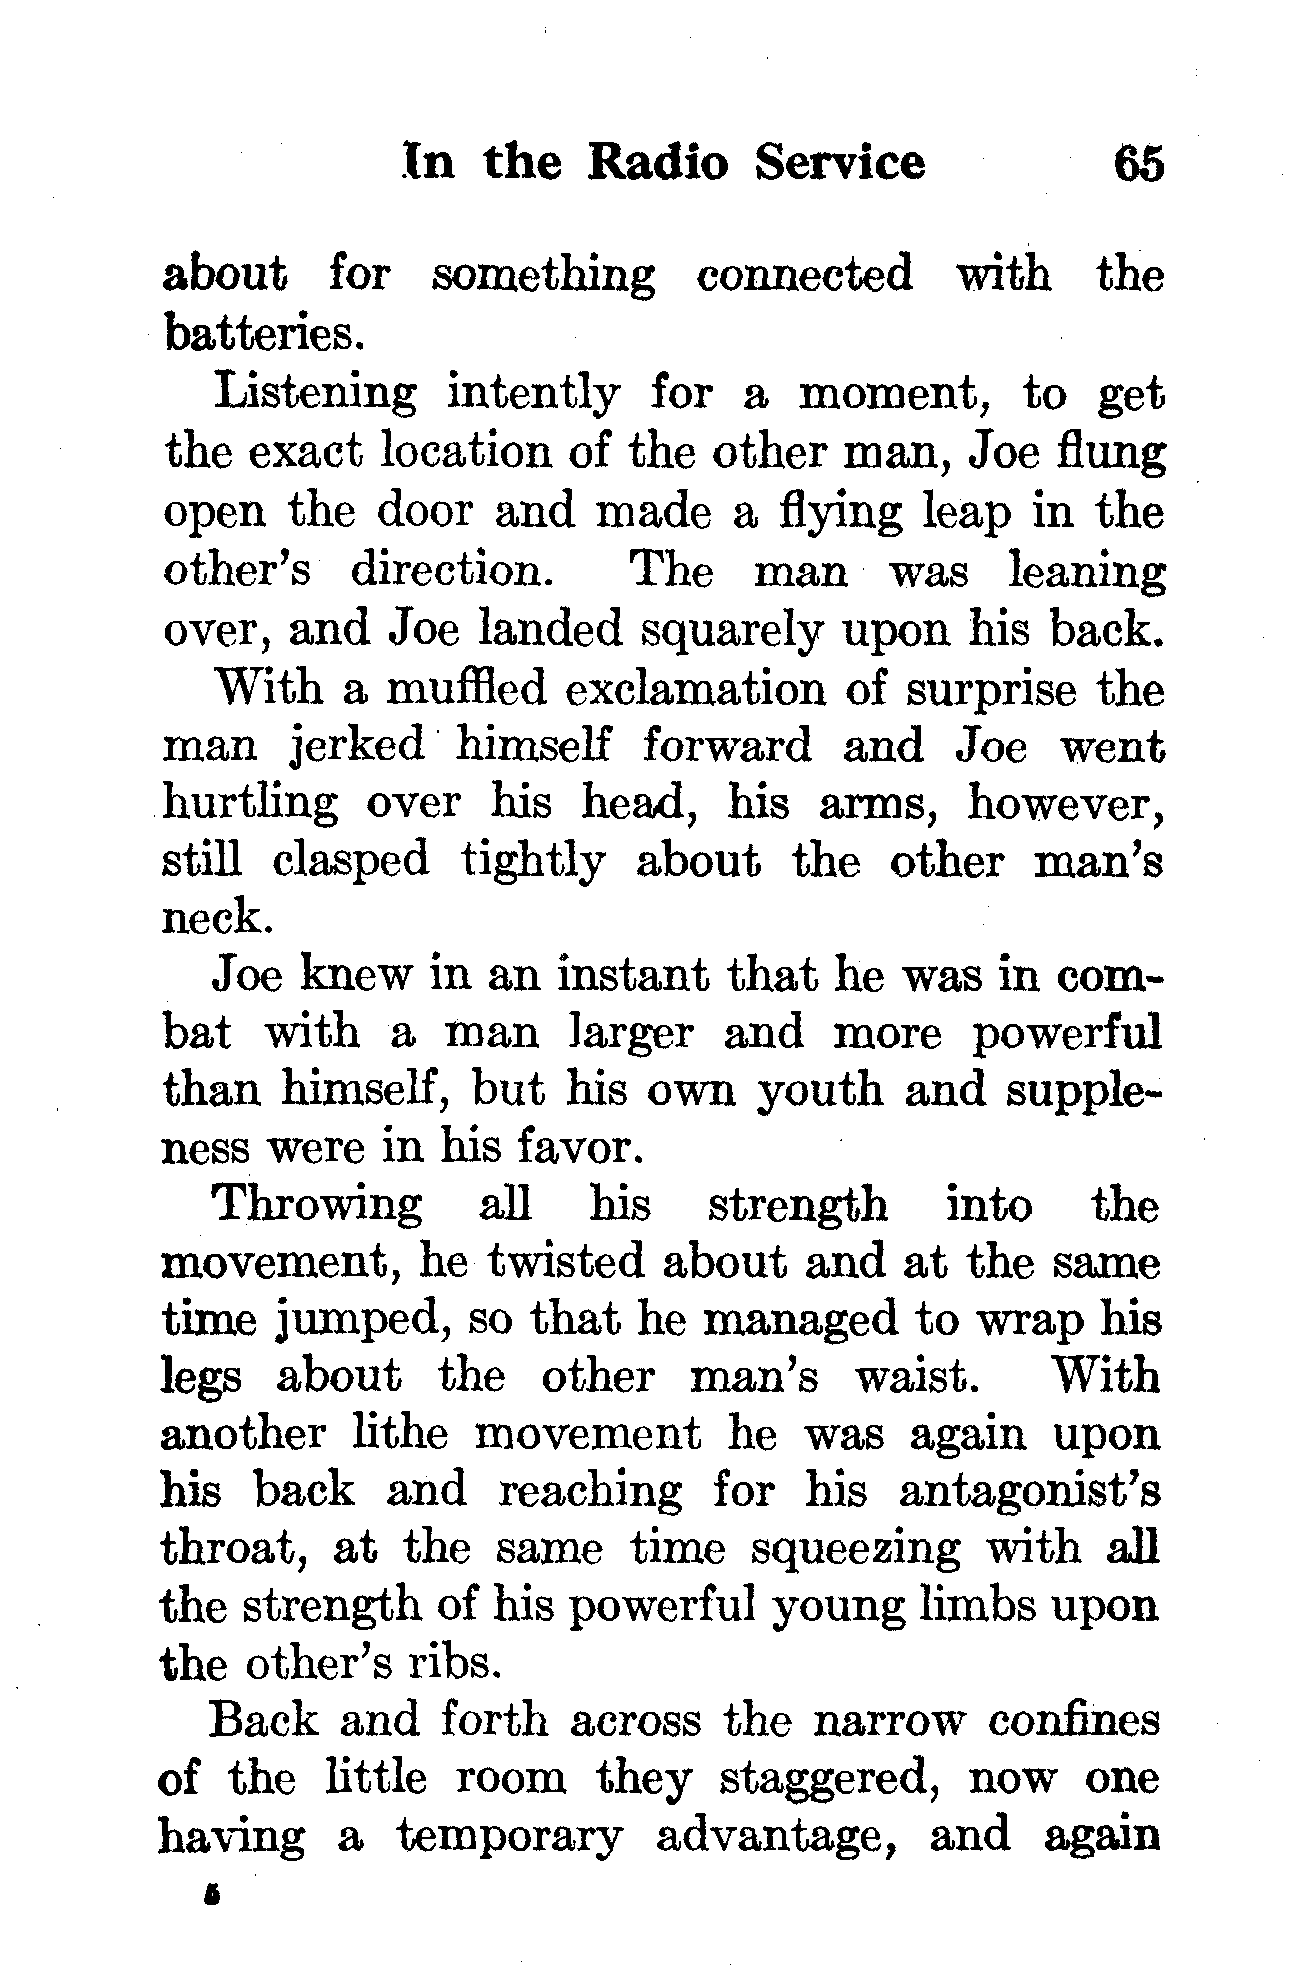 In the Radio Service 65
about for something connected with the
batteries.
Listening intently for a moment, to get
the exact location of the other man, Joe flung
open the door and made a flying leap in the
other's direction. The man was leaning
over, and Joe landed squarely upon his back.
With a muffled exclamation of surprise the
man jerked himself forward and Joe went
hurtling over his head, his arms, however,
still clasped tightly about the other man's
neck.
Joe knew in an instant that he was in com-
bat with a man larger and more powerful
than himself, but his own youth and supple-
ness were in his favor.
Throwing all his strength into the
movement, he twisted about and at the same
time jumped, so that he managed to wrap his
legs about the other man's waist. With
another lithe movement he was again upon
his back and reaching for his antagonist's
throat, at the same time squeezing with all
the strength of his powerful young limbs upon
the other's ribs.
Back and forth across the narrow confines
of the little room they staggered, now one
having a temporary advantage, and again
5